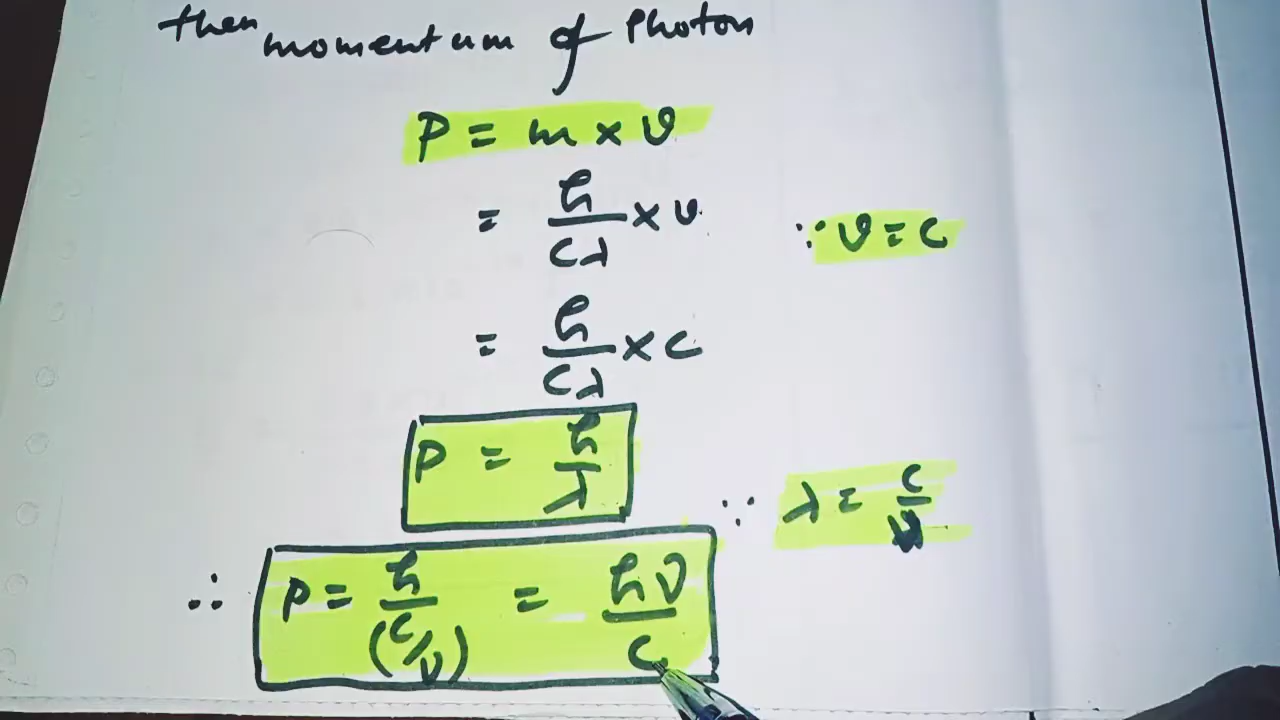 then momentum of Photon
P = m × v
= h/cλ × v ∵ v = c
= h/cλ × c
P = h/λ
∵ λ = c/ν
∴ P = h/(c/ν) = hν/c